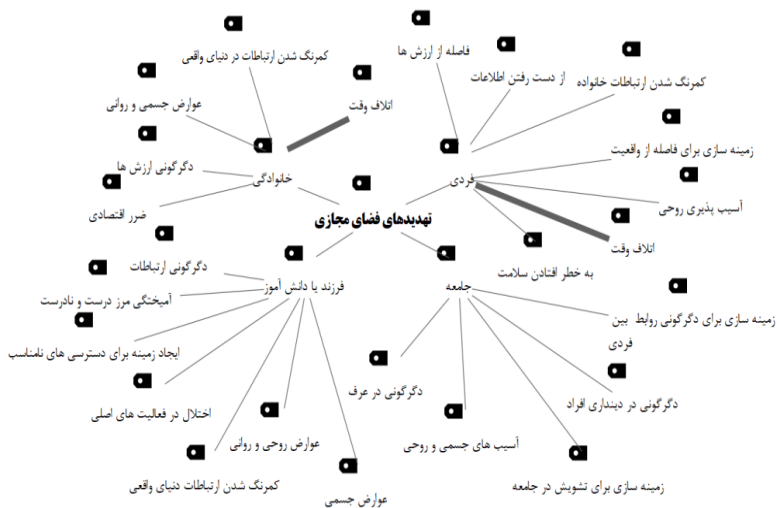 تهدیدهای فضای مجازی
فردی
فاصله از ارزش ها
از دست رفتن اطلاعات
کمرنگ شدن ارتباطات خانواده
زمینه سازی برای فاصله از واقعیت
آسیب پذیری روحی
اتلاف وقت
به خطر افتادن سلامت
خانوادگی
کمرنگ شدن ارتباطات در دنیای واقعی
اتلاف وقت
عوارض جسمی و روانی
دگرگونی ارزش ها
ضرر اقتصادی
جامعه
زمینه سازی برای دگرگونی روابط بین
فردی
دگرگونی در دینداری افراد
زمینه سازی برای تشویش در جامعه
آسیب های جسمی و روحی
دگرگونی در عرف
فرزند یا دانش آموز
دگرگونی ارتباطات
آمیختگی مرز درست و نادرست
ایجاد زمینه برای دسترسی های نامناسب
اختلال در فعالیت های اصلی
عوارض روحی و روانی
کمرنگ شدن ارتباطات دنیای واقعی
عوارض جسمی